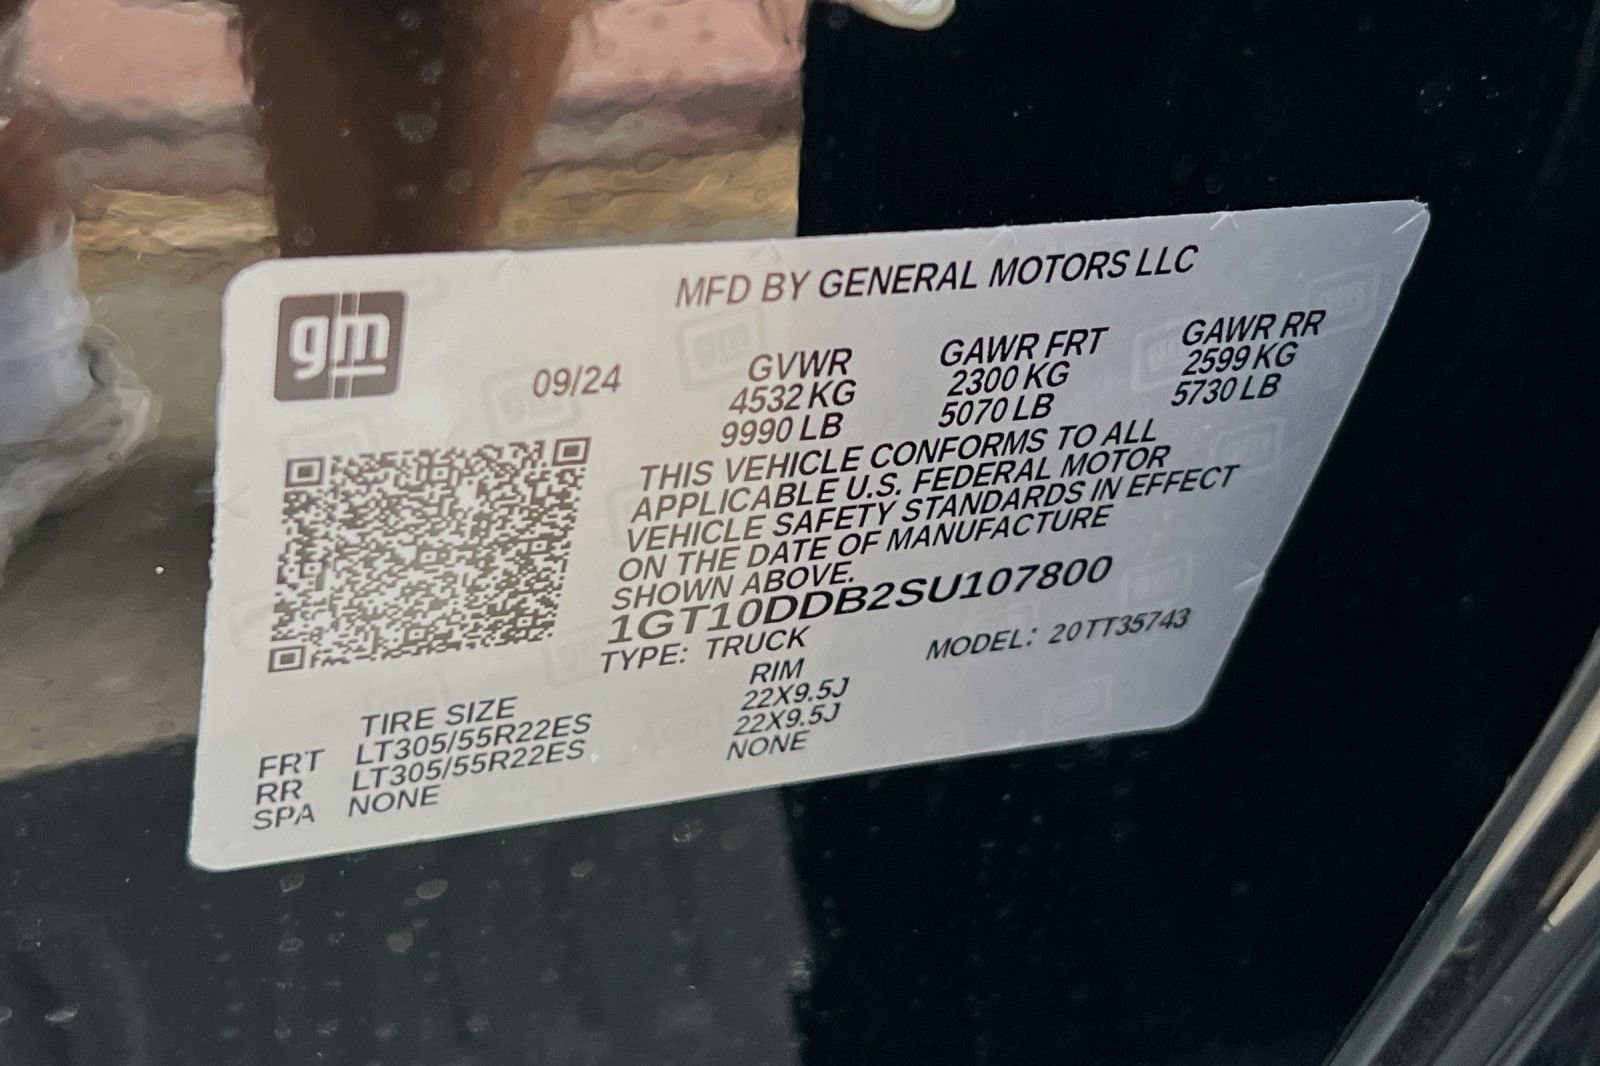 gm
MFD BY GENERAL MOTORS LLC
09/24
GVWR
4532 KG
9990 LB
GAWR FRT
2300 KG
5070 LB
GAWR RR
2599 KG
5730 LB
THIS VEHICLE CONFORMS TO ALL
APPLICABLE U.S. FEDERAL MOTOR
VEHICLE SAFETY STANDARDS IN EFFECT
ON THE DATE OF MANUFACTURE
SHOWN ABOVE.
1GT10DDB2SU107800
TYPE: TRUCK
MODEL: 20TT35743
TIRE SIZE RIM
FRT LT305/55R22ES 22X9.5J
RR LT305/55R22ES 22X9.5J
SPA NONE NONE